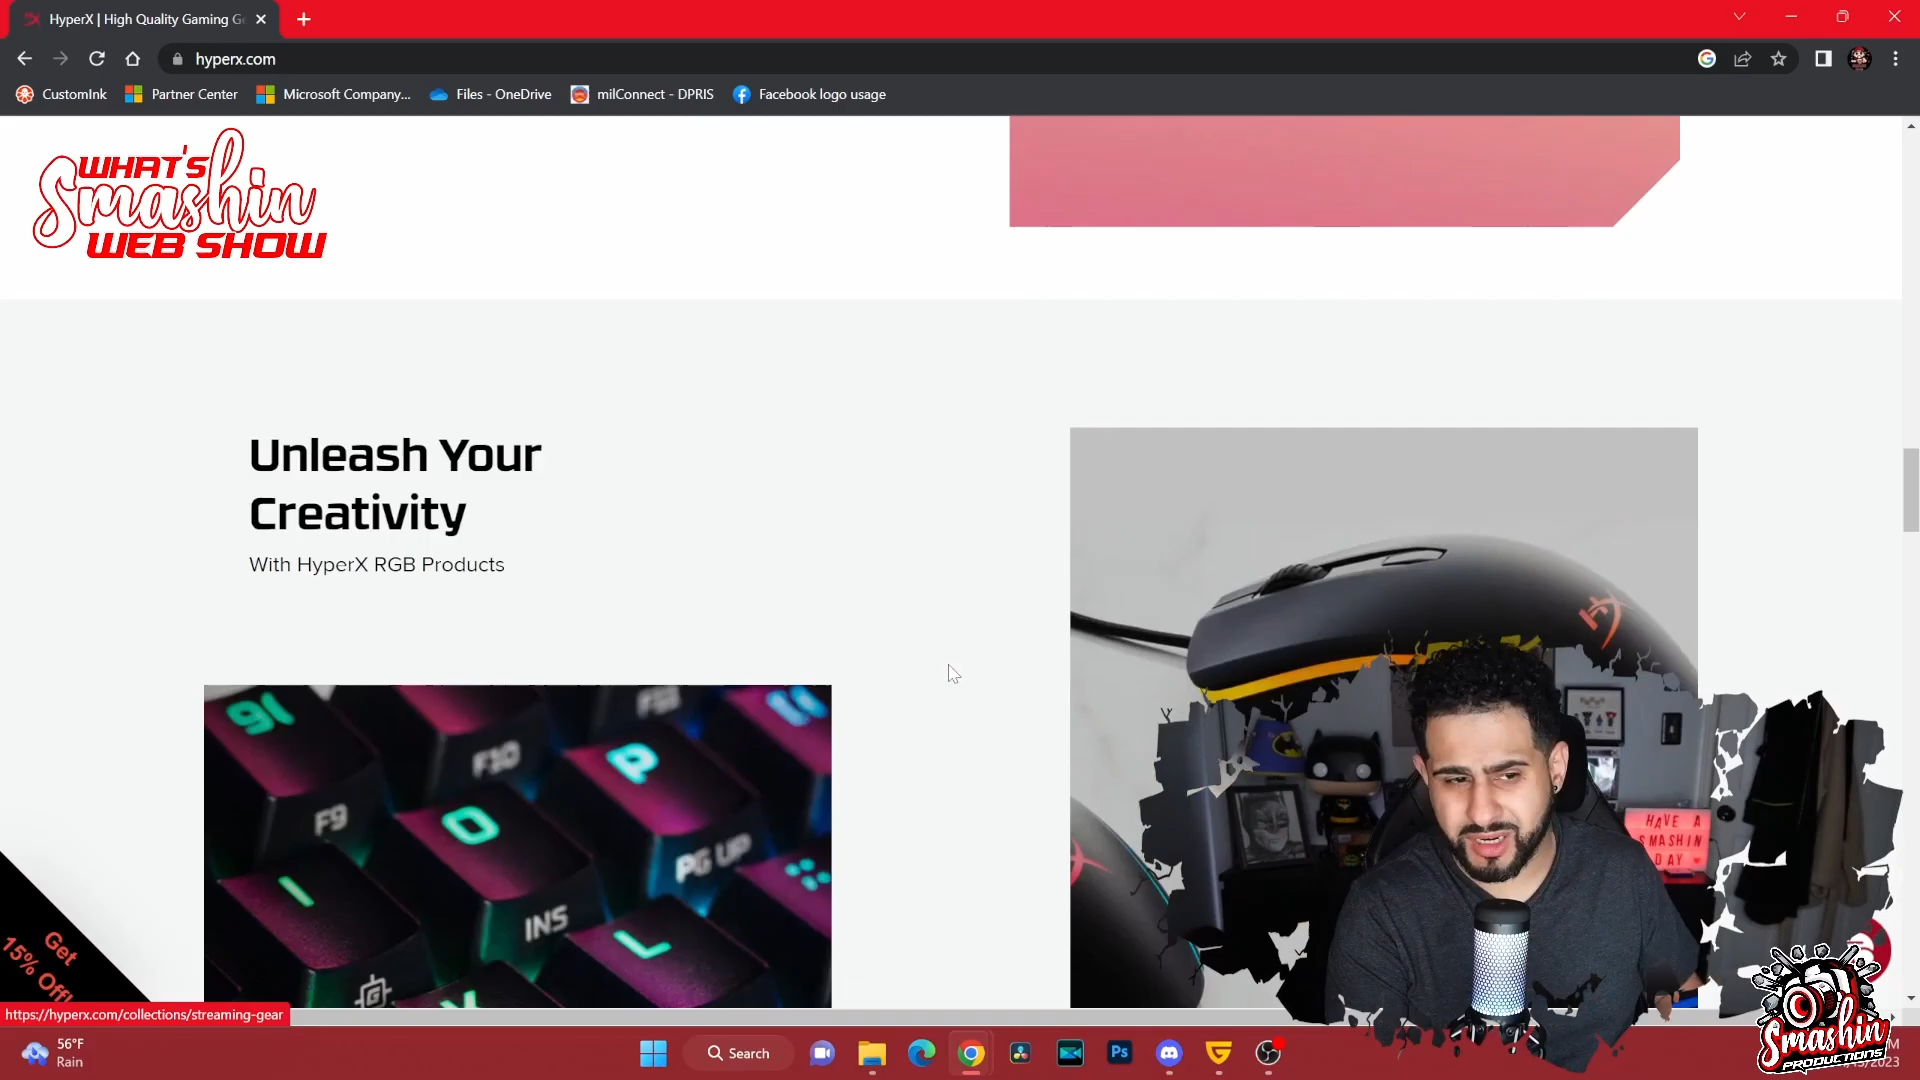 HyperX | High Quality Gaming G
hyperx.com
CustomInk
Partner Center
Microsoft Company...
Files - OneDrive
milConnect - DPRIS
Facebook logo usage
WHAT'S
Smashin
WEB SHOW
Unleash Your
Creativity
With HyperX RGB Products
F10
P
F9
O
PG UP
I
INS
L
HAVE A
SMASHIN
DAY
Get
15% Off!
https://hyperx.com/collections/streaming-gear
56°F
Rain
Search
Ps
Smashin
PRODUCTIONS